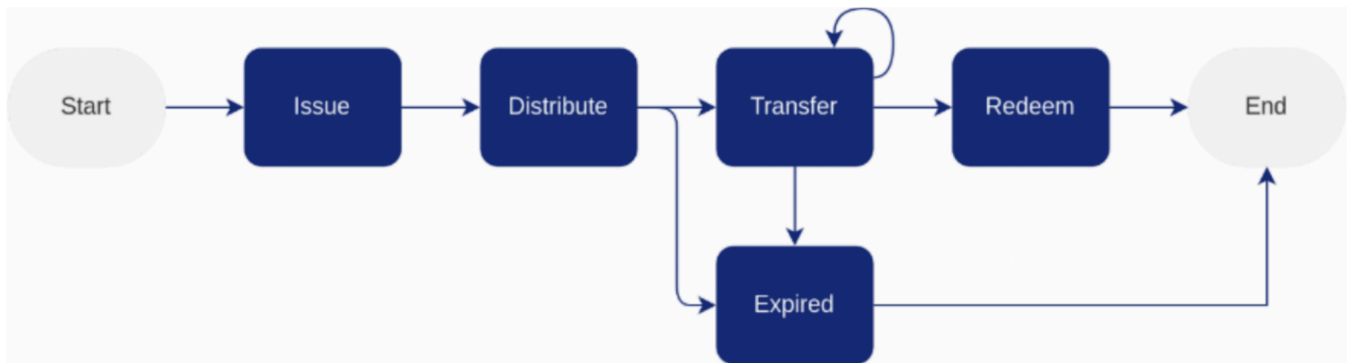 Start
Issue
Distribute
Transfer
Redeem
End
Expired